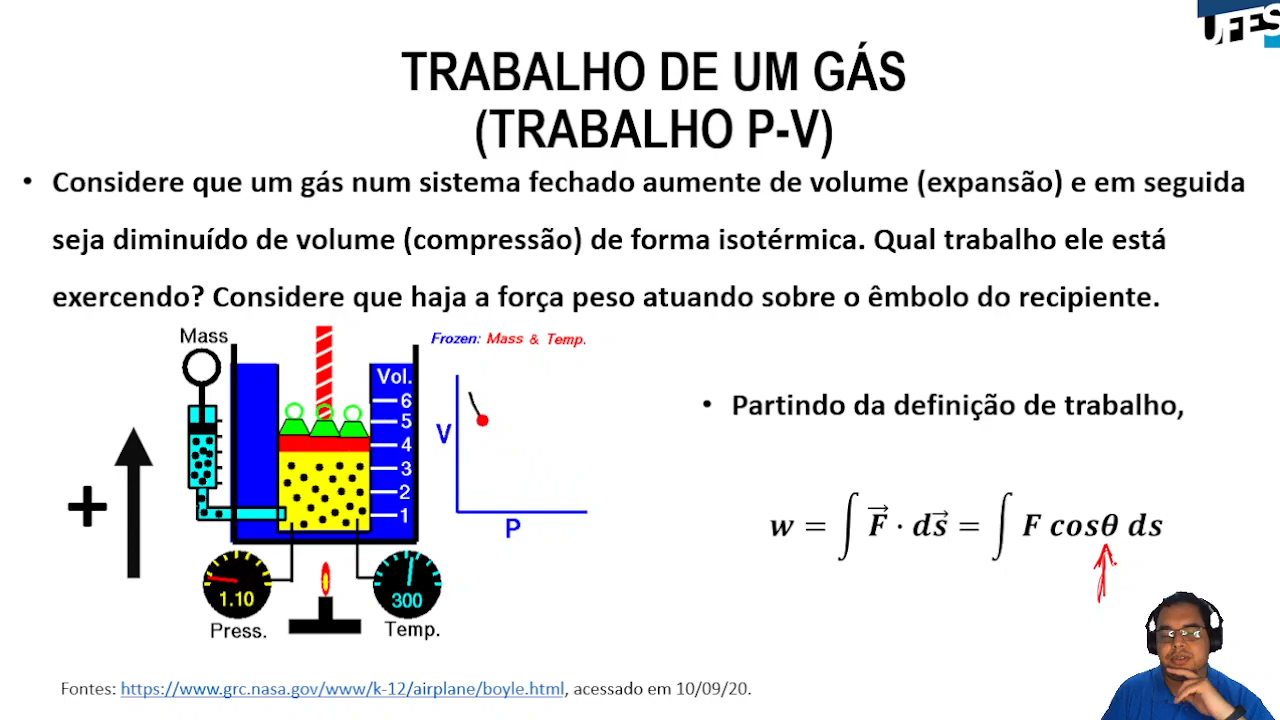 UFES
TRABALHO DE UM GÁS
(TRABALHO P-V)
• Considere que um gás num sistema fechado aumente de volume (expansão) e em seguida
seja diminuído de volume (compressão) de forma isotérmica. Qual trabalho ele está
exercendo? Considere que haja a força peso atuando sobre o êmbolo do recipiente.
Mass
Frozen: Mass & Temp.
Vol.
6
5
4
3
2
1
V
P
+
1.10
Press.
300
Temp.
• Partindo da definição de trabalho,
w = ∫ F⃗ · ds⃗ = ∫ F cosθ ds
Fontes: https://www.grc.nasa.gov/www/k-12/airplane/boyle.html, acessado em 10/09/20.